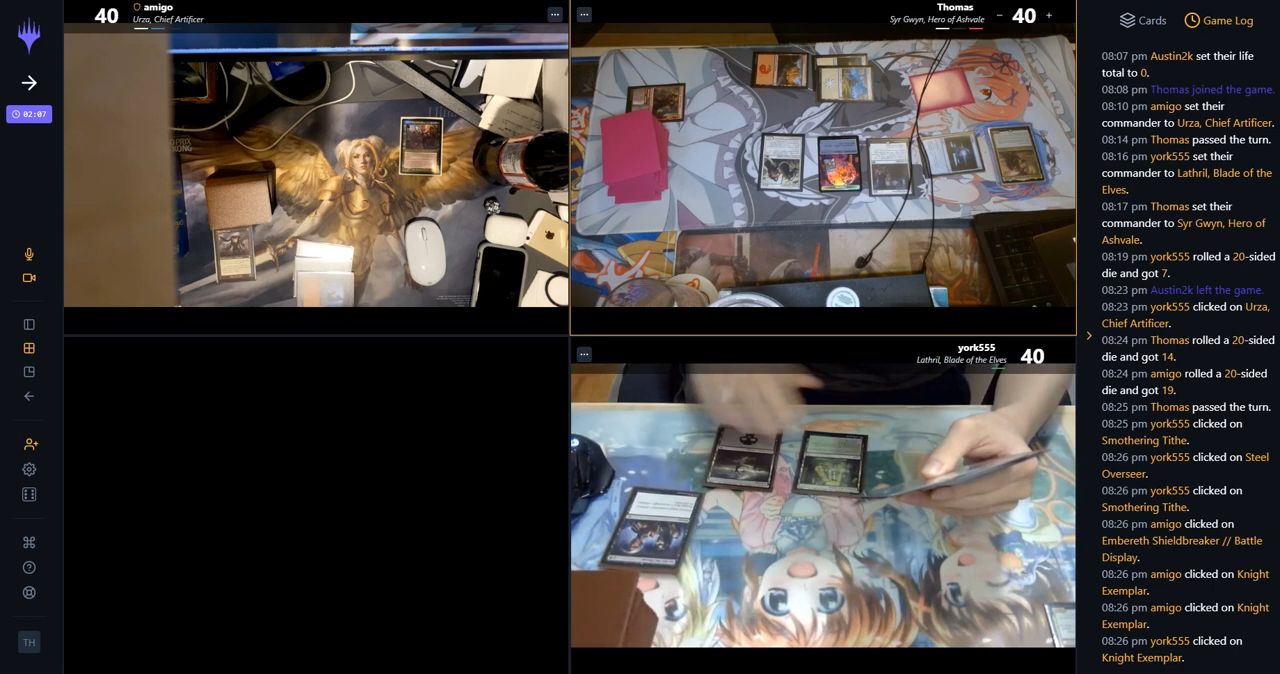 40
amigo
Urza, Chief Artificer
Thomas
Syr Gwyn, Hero of Ashvale
− 40 +
Cards
Game Log
02:07
york555
Lathril, Blade of the Elves
40
TH
08:07 pm Austin2k set their life
total to 0.
08:08 pm Thomas joined the game.
08:10 pm amigo set their
commander to Urza, Chief Artificer.
08:14 pm Thomas passed the turn.
08:16 pm york555 set their
commander to Lathril, Blade of the
Elves.
08:17 pm Thomas set their
commander to Syr Gwyn, Hero of
Ashvale.
08:19 pm york555 rolled a 20-sided
die and got 7.
08:23 pm Austin2k left the game.
08:23 pm york555 clicked on Urza,
Chief Artificer.
08:24 pm Thomas rolled a 20-sided
die and got 14.
08:24 pm amigo rolled a 20-sided
die and got 19.
08:25 pm Thomas passed the turn.
08:25 pm york555 clicked on
Smothering Tithe.
08:26 pm york555 clicked on Steel
Overseer.
08:26 pm york555 clicked on
Smothering Tithe.
08:26 pm amigo clicked on
Embereth Shieldbreaker // Battle
Display.
08:26 pm amigo clicked on Knight
Exemplar.
08:26 pm amigo clicked on Knight
Exemplar.
08:26 pm york555 clicked on
Knight Exemplar.